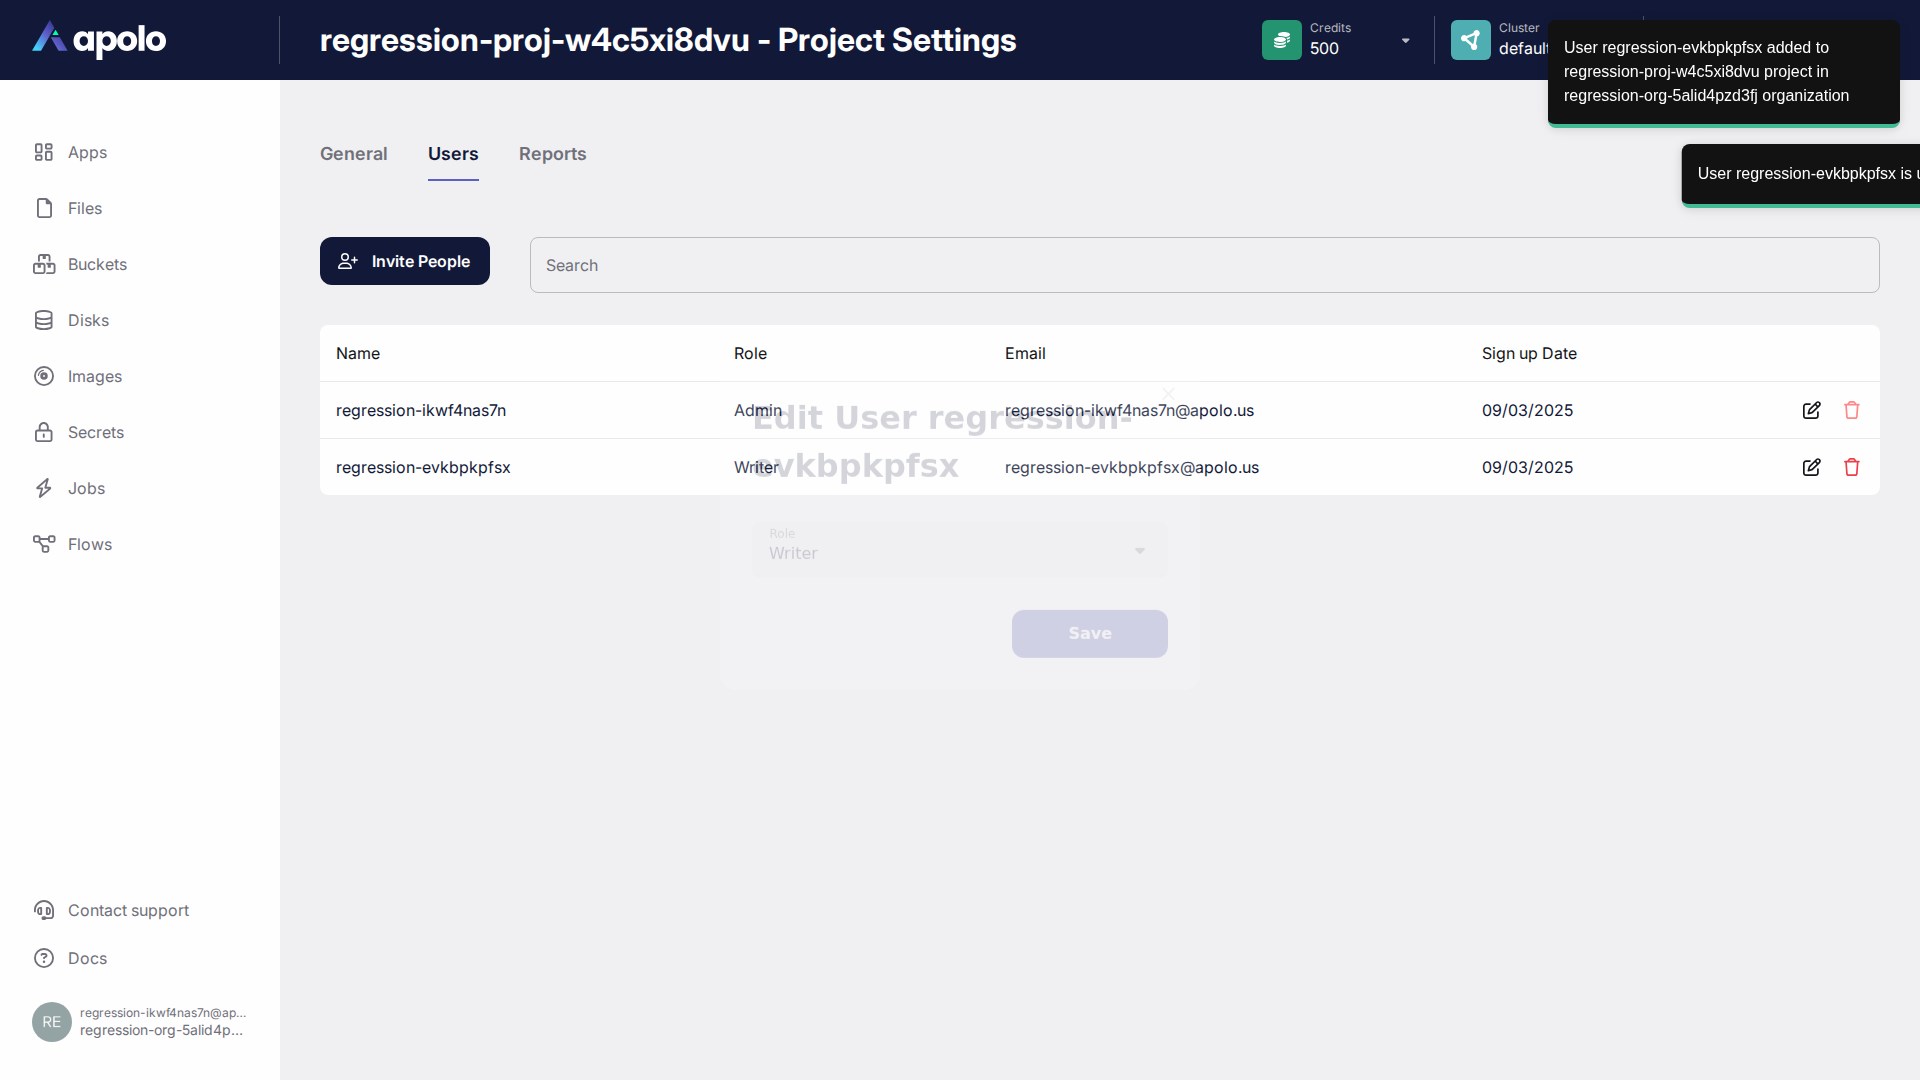 apolo
regression-proj-w4c5xi8dvu - Project Settings
Credits
500
Cluster
default
User regression-evkbpkpfsx added to
regression-proj-w4c5xi8dvu project in
regression-org-5alid4pzd3fj organization
User regression-evkbpkpfsx is
Apps
Files
Buckets
Disks
Images
Secrets
Jobs
Flows
General
Users
Reports
Invite People
Search
Name
Role
Email
Sign up Date
regression-ikwf4nas7n
Admin
regression-ikwf4nas7n@apolo.us
09/03/2025
regression-evkbpkpfsx
Writer
regression-evkbpkpfsx@apolo.us
09/03/2025
Edit User regression-
evkbpkpfsx
Role
Writer
Save
Contact support
Docs
RE
regression-ikwf4nas7n@ap...
regression-org-5alid4p...